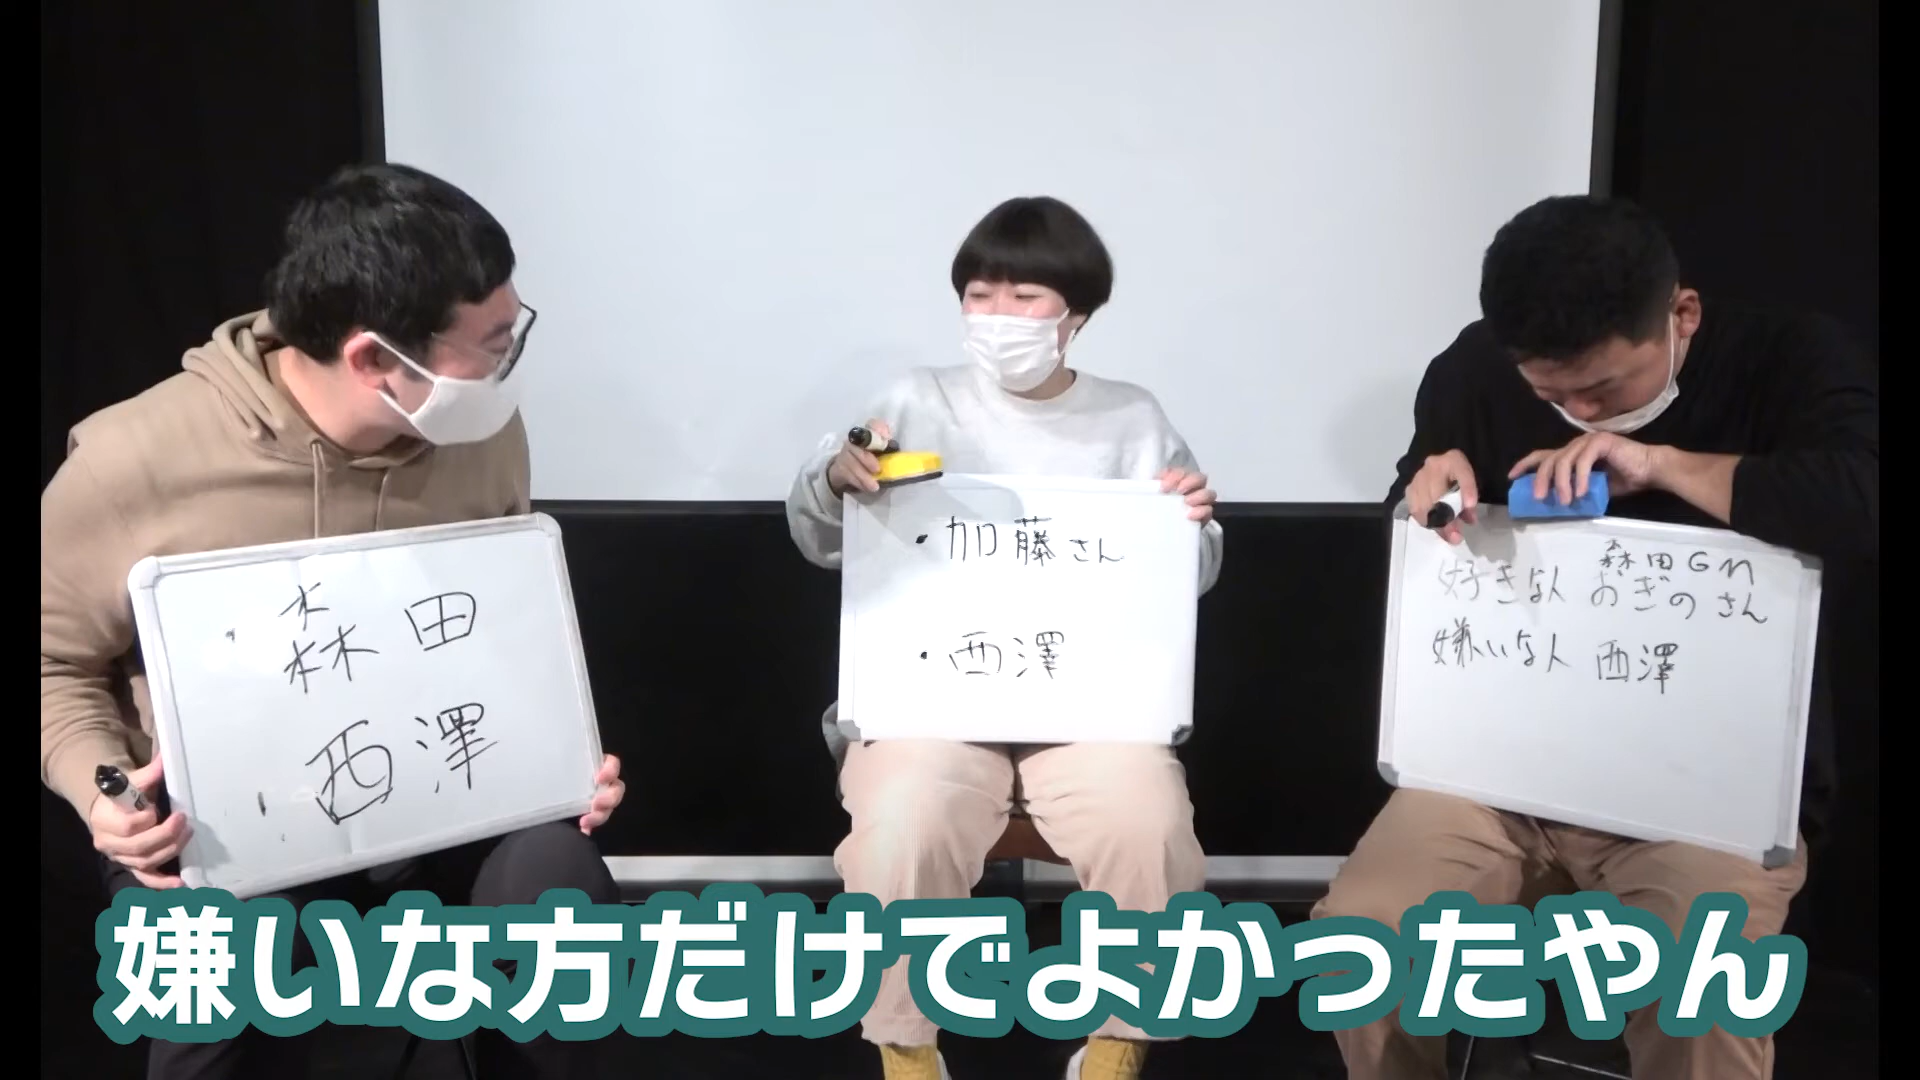 ・森田
・西澤
・加藤さん
・西澤
好きな人 森田GM
おぎのさん
嫌いな人 西澤
嫌いな方だけでよかったやん